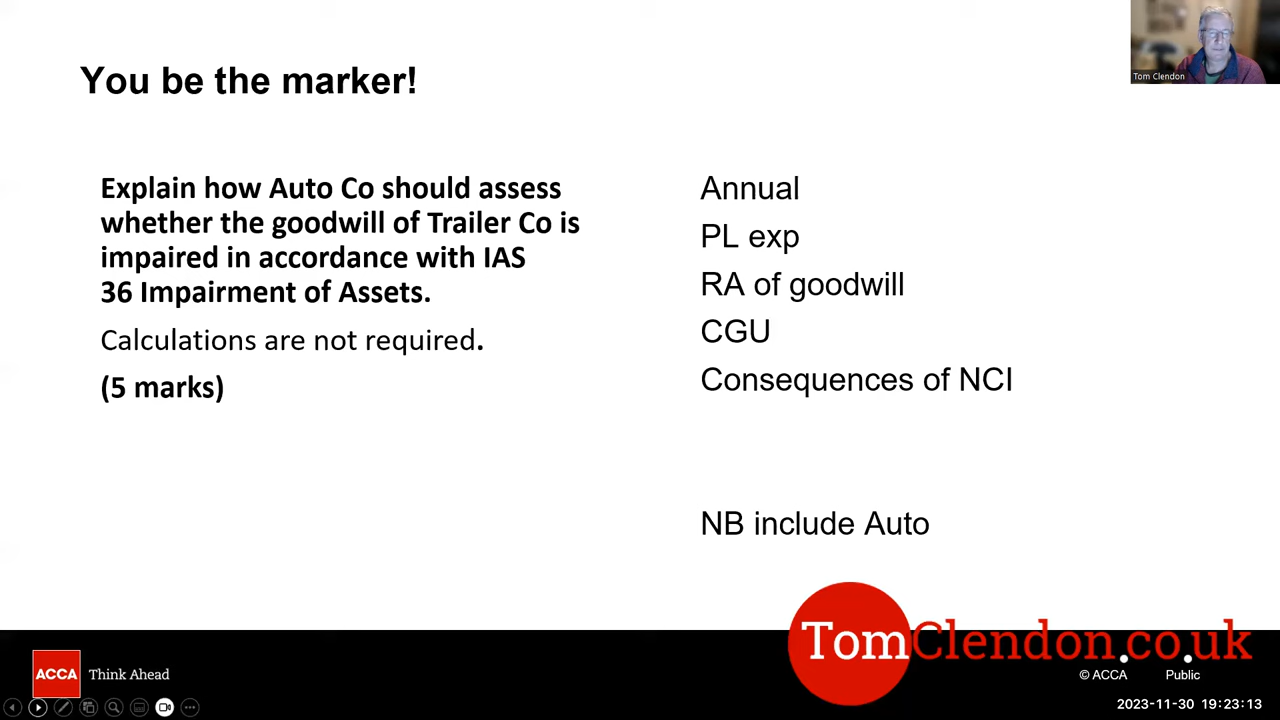 Tom Clendon
You be the marker!
Explain how Auto Co should assess
whether the goodwill of Trailer Co is
impaired in accordance with IAS
36 Impairment of Assets.
Calculations are not required.
(5 marks)
Annual
PL exp
RA of goodwill
CGU
Consequences of NCI
NB include Auto
TomClendon.co.uk
ACCA Think Ahead
© ACCA Public
2023-11-30 19:23:13